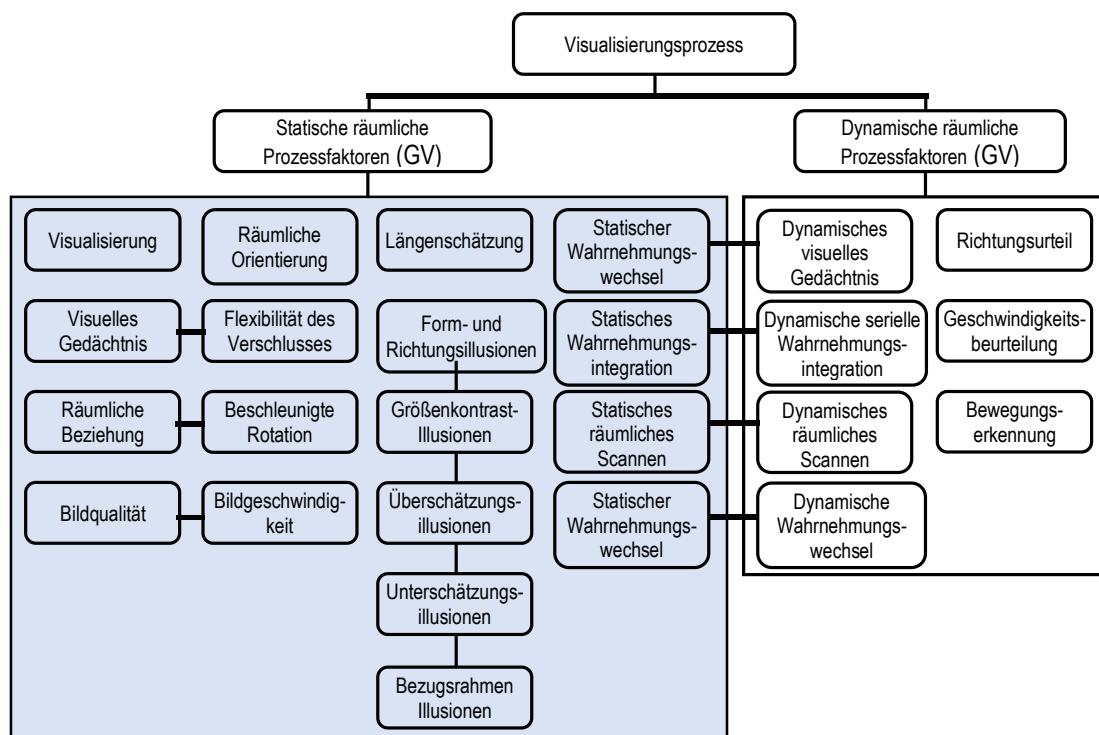 Visualisierungsprozess
Statische räumliche
Prozessfaktoren (GV)
Dynamische räumliche
Prozessfaktoren (GV)
Visualisierung
Räumliche
Orientierung
Längenschätzung
Statischer
Wahrnehmungs-
wechsel
Dynamisches
visuelles
Gedächtnis
Richtungsurteil
Visuelles
Gedächtnis
Flexibilität des
Verschlusses
Form- und
Richtungsillusionen
Statisches
Wahrnehmungs-
integration
Dynamische serielle
Wahrnehmungs-
integration
Geschwindigkeits-
beurteilung
Räumliche
Beziehung
Beschleunigte
Rotation
Größenkontrast-
Illusionen
Statisches
räumliches
Scannen
Dynamisches
räumliches
Scannen
Bewegungs-
erkennung
Bildqualität
Bildgeschwindig-
keit
Überschätzungs-
illusionen
Statischer
Wahrnehmungs-
wechsel
Dynamische
Wahrnehmungs-
wechsel
Unterschätzungs-
illusionen
Bezugsrahmen
Illusionen